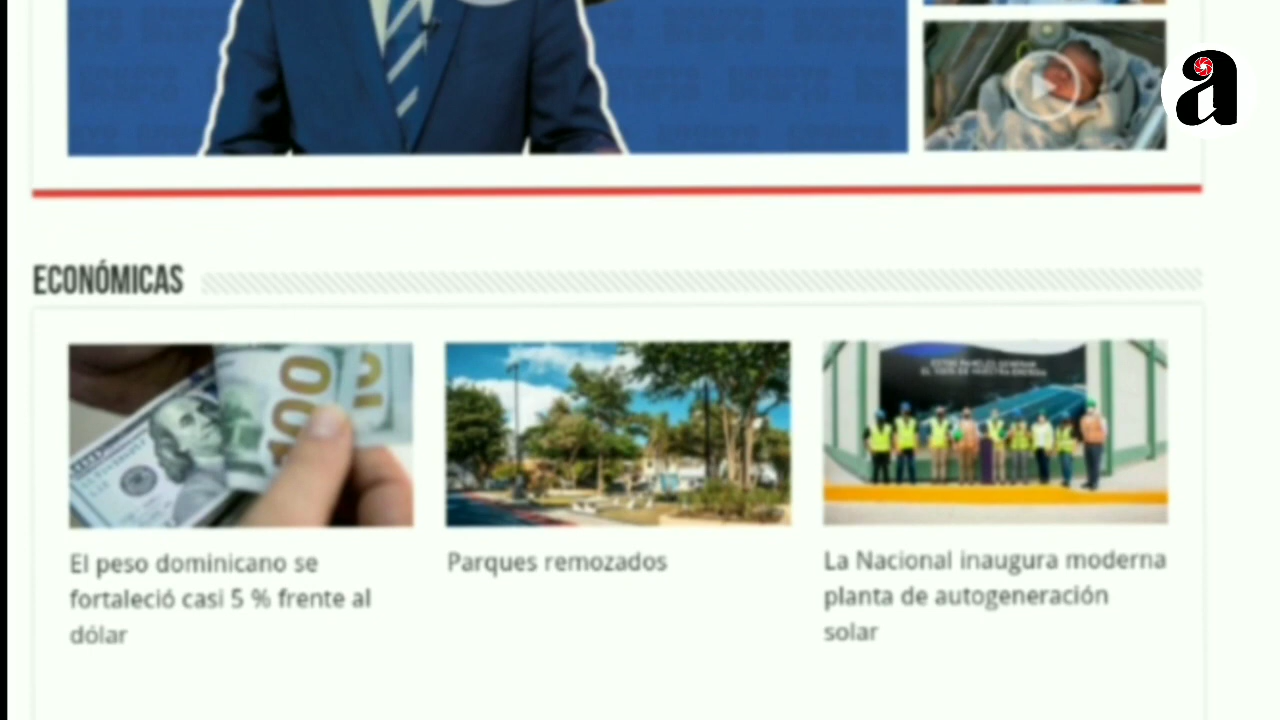 a
ECONÓMICAS
100
El peso dominicano se
fortaleció casi 5 % frente al
dólar
Parques remozados
La Nacional inaugura moderna
planta de autogeneración
solar